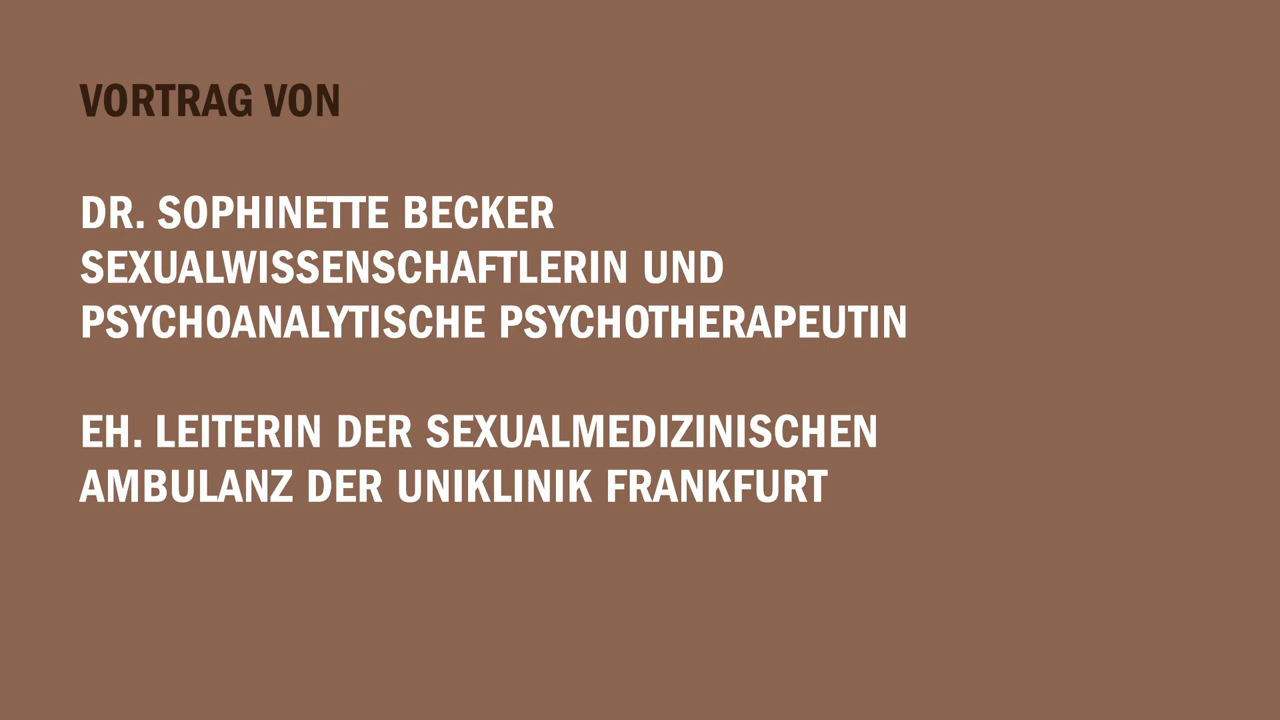 VORTRAG VON
DR. SOPHINETTE BECKER
SEXUALWISSENSCHAFTLERIN UND
PSYCHOANALYTISCHE PSYCHOTHERAPEUTIN
EH. LEITERIN DER SEXUALMEDIZINISCHEN
AMBULANZ DER UNIKLINIK FRANKFURT